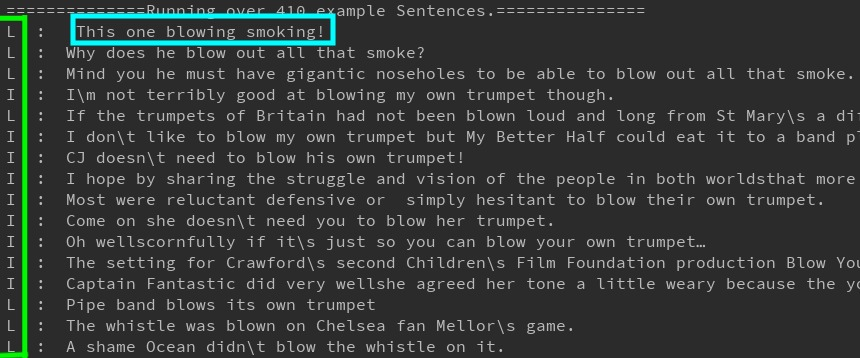 ==============Running over 410 example Sentences.===============
L :   This one blowing smoking!
L :  Why does he blow out all that smoke?
L :  Mind you he must have gigantic noseholes to be able to blow out all that smoke.
I :  I\m not terribly good at blowing my own trumpet though.
L :  If the trumpets of Britain had not been blown loud and long from St Mary\s a
I :  I don\t like to blow my own trumpet but My Better Half could eat it to a band
I :  CJ doesn\t need to blow his own trumpet!
I :  I hope by sharing the struggle and vision of the people in both worldsthat more
I :  Most were reluctant defensive or  simply hesitant to blow their own trumpet.
I :  Come on she doesn\t need you to blow her trumpet.
I :  Oh wellscornfully if it\s just so you can blow your own trumpet…
I :  The setting for Crawford\s second Children\s Film Foundation production Blow
I :  Captain Fantastic did very wellshe agreed her tone a little weary because the
L :  Pipe band blows its own trumpet
L :  The whistle was blown on Chelsea fan Mellor\s game.
L :  A shame Ocean didn\t blow the whistle on it.